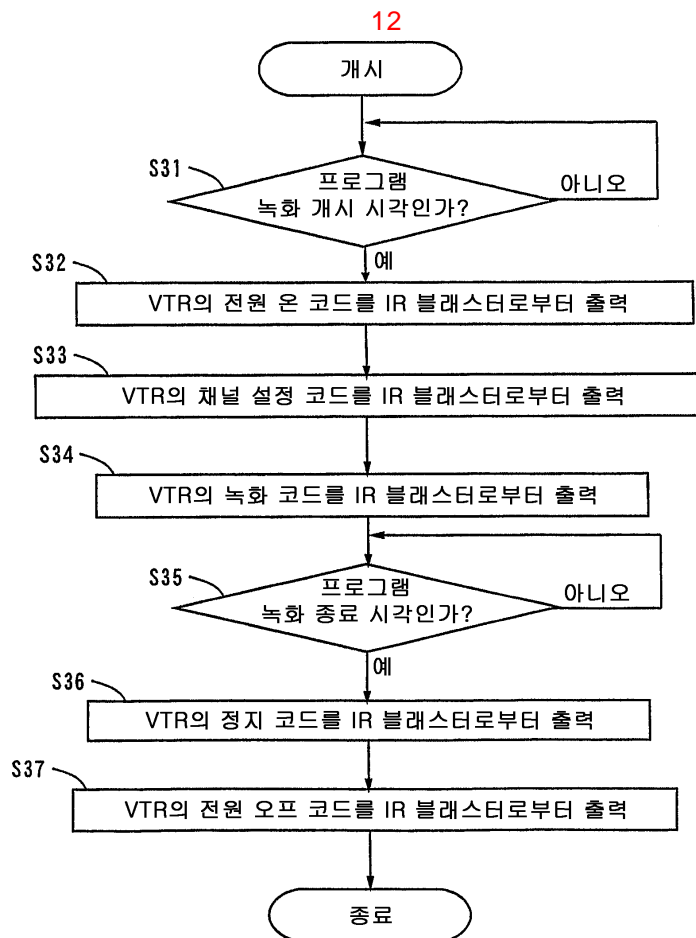 12
개시
S31
프로그램
녹화 개시 시각인가?
아니오
예
S32
VTR의 전원 온 코드를 IR 블래스터로부터 출력
S33
VTR의 채널 설정 코드를 IR 블래스터로부터 출력
S34
VTR의 녹화 코드를 IR 블래스터로부터 출력
S35
프로그램
녹화 종료 시각인가?
아니오
예
S36
VTR의 정지 코드를 IR 블래스터로부터 출력
S37
VTR의 전원 오프 코드를 IR 블래스터로부터 출력
종료